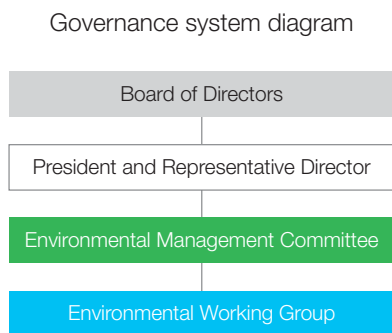 Governance system diagram
Board of Directors
President and Representative Director
Environmental Management Committee
Environmental Working Group